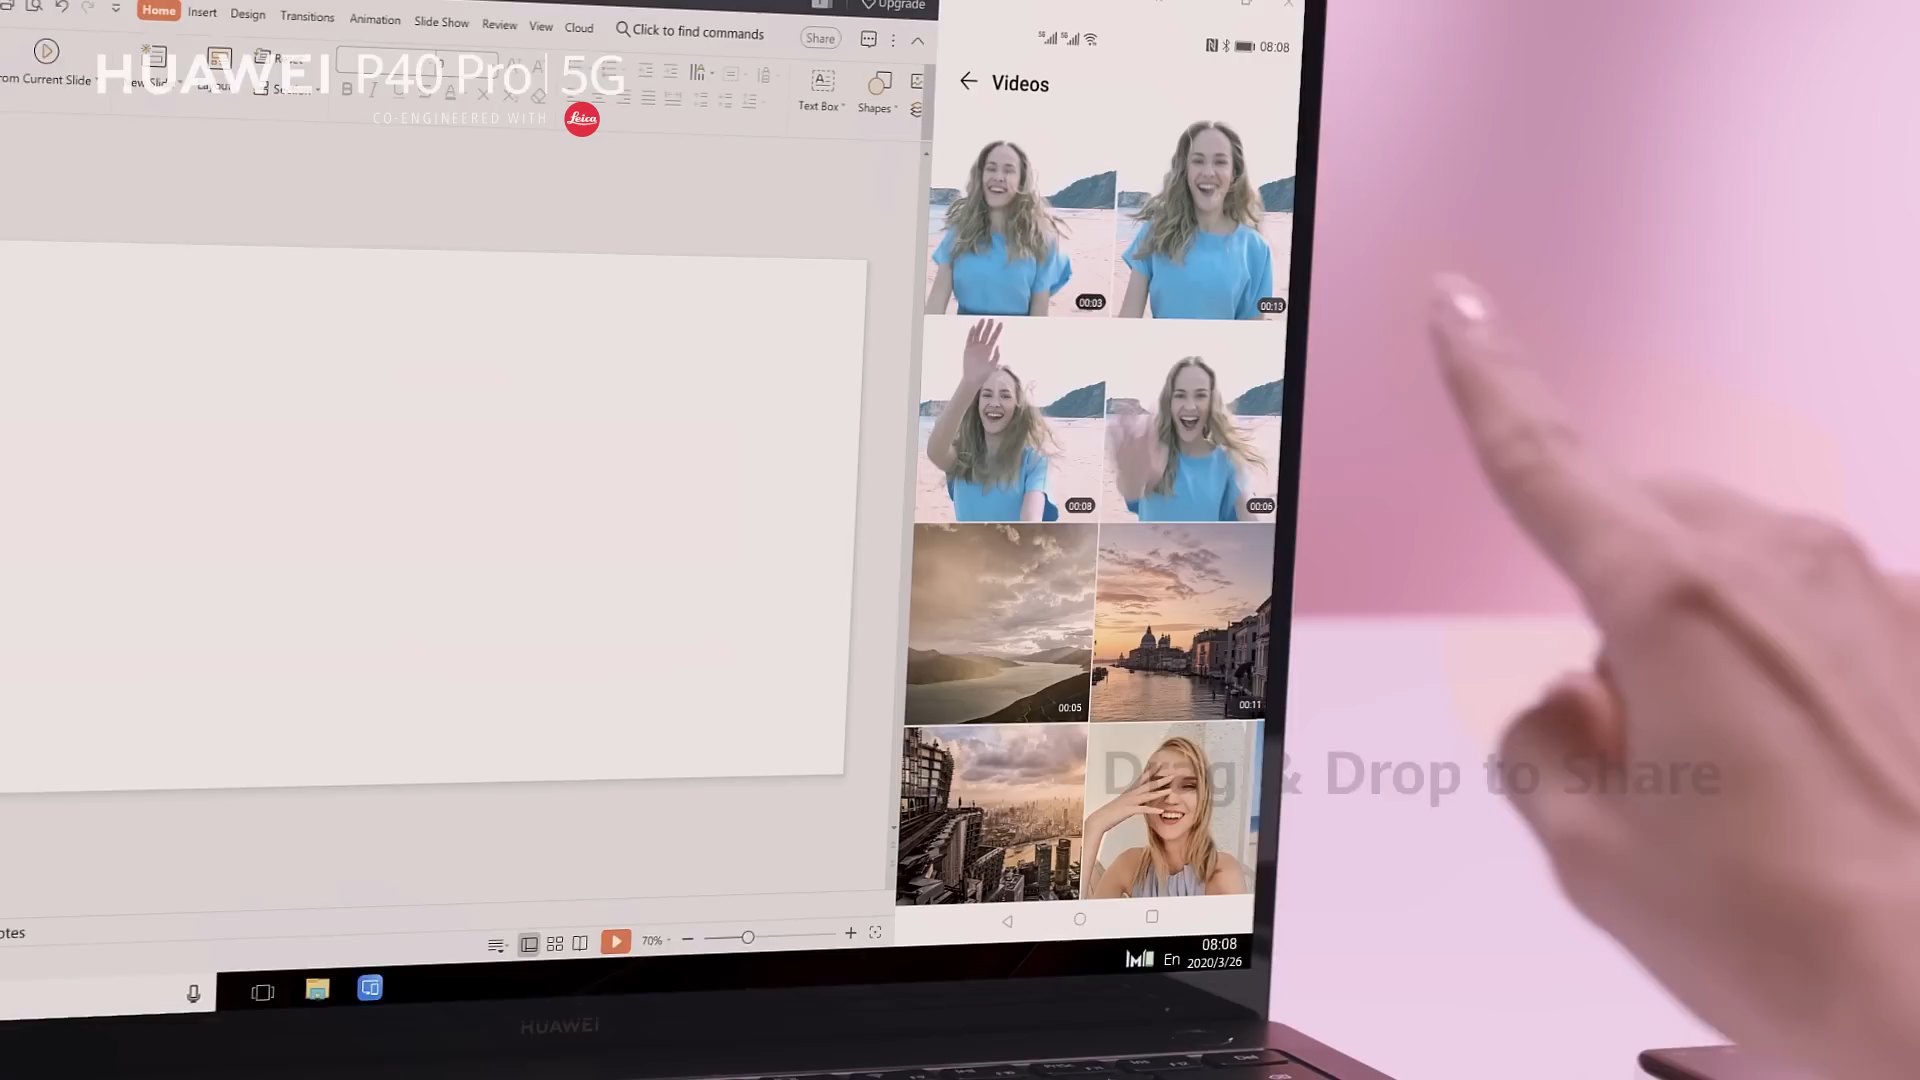 Upgrade
Home Insert Design Transitions Animation Slide Show Review View Cloud Click to find commands Share
HUAWEI P40 Pro 5G
CO-ENGINEERED WITH Leica
Current Slide
Text Box Shapes
08:08
Videos
00:03 00:13
00:08 00:06
00:05 00:11
Drag & Drop to Share
70%
En 08:08
2020/3/26
HUAWEI